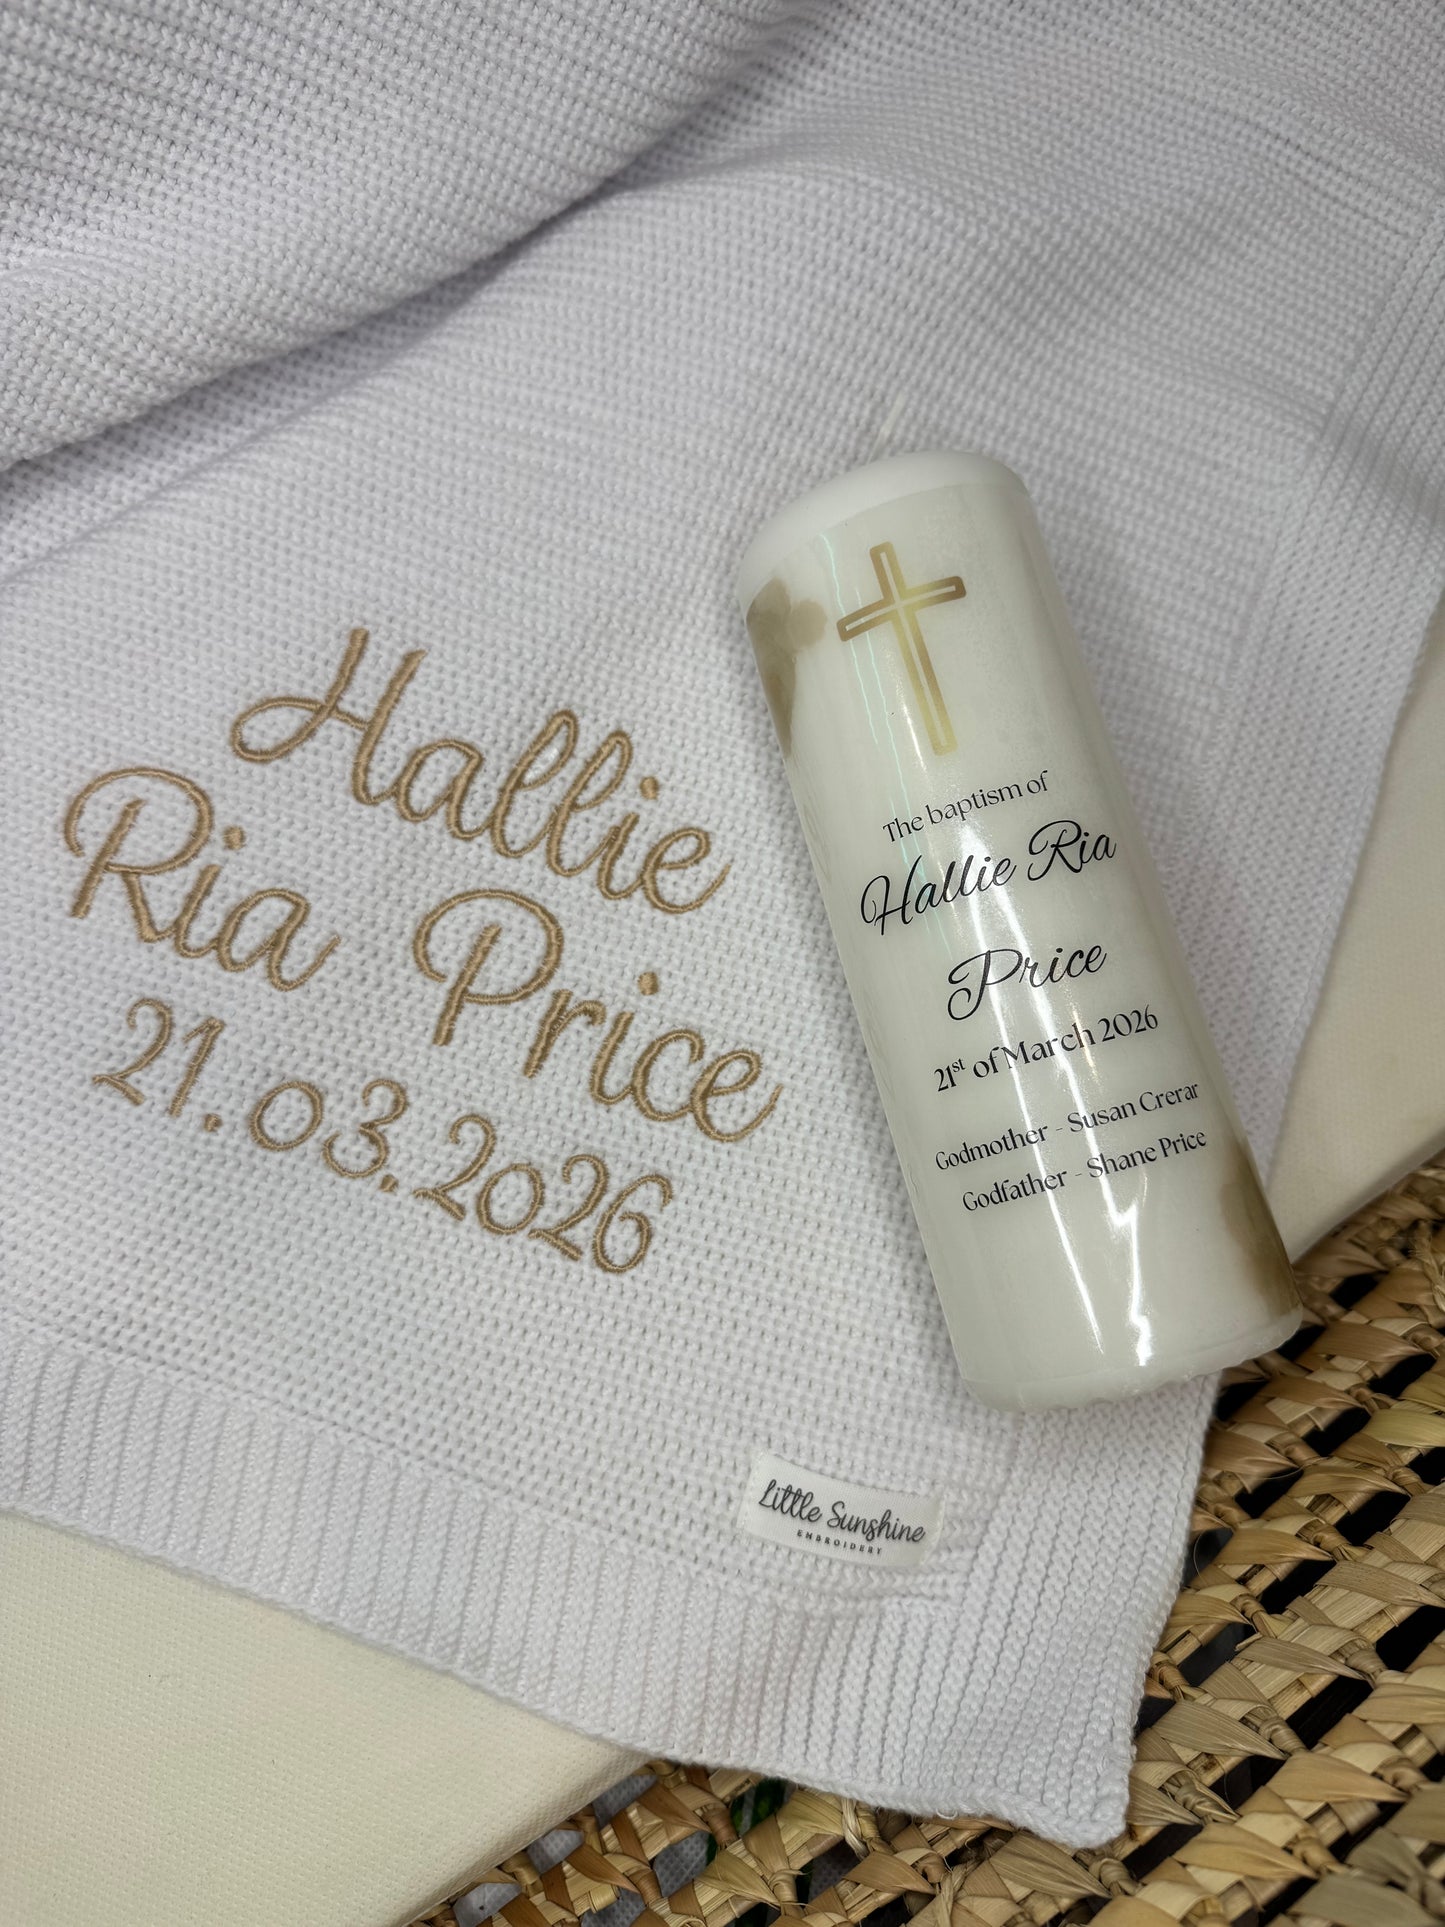 Hallie
Ria Price
21.03.2026
The baptism of
Hallie Ria
Price
21st of March 2026
Godmother - Susan Crerar
Godfather - Shane Price
Little Sunshine
EMBROIDERY